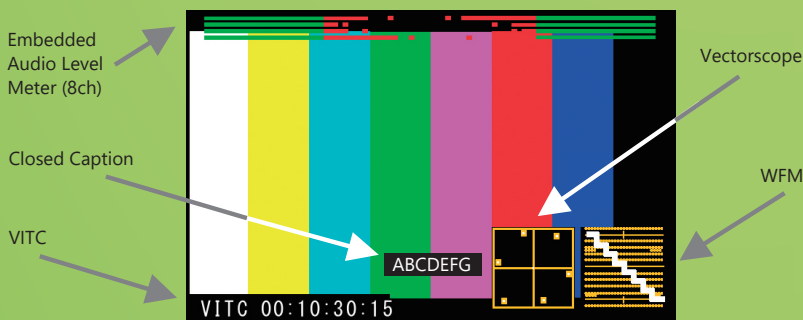 Embedded
Audio Level
Meter (8ch)
Vectorscope
Closed Caption
WFM
VITC
ABCDEFG
VITC 00:10:30:15